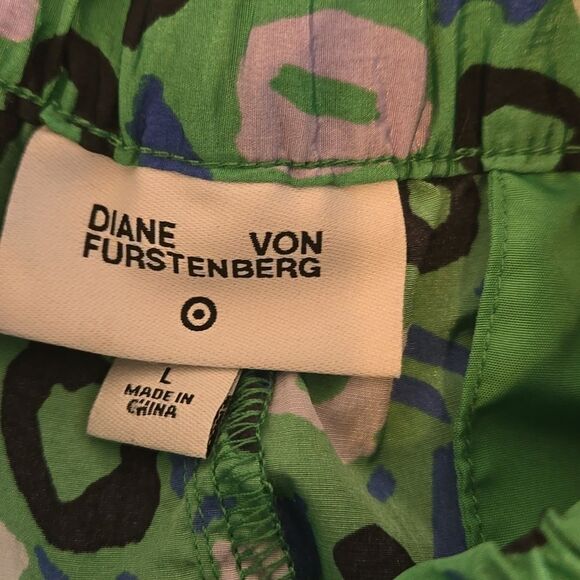 DIANE VON
FURSTENBERG
L
MADE IN
CHINA